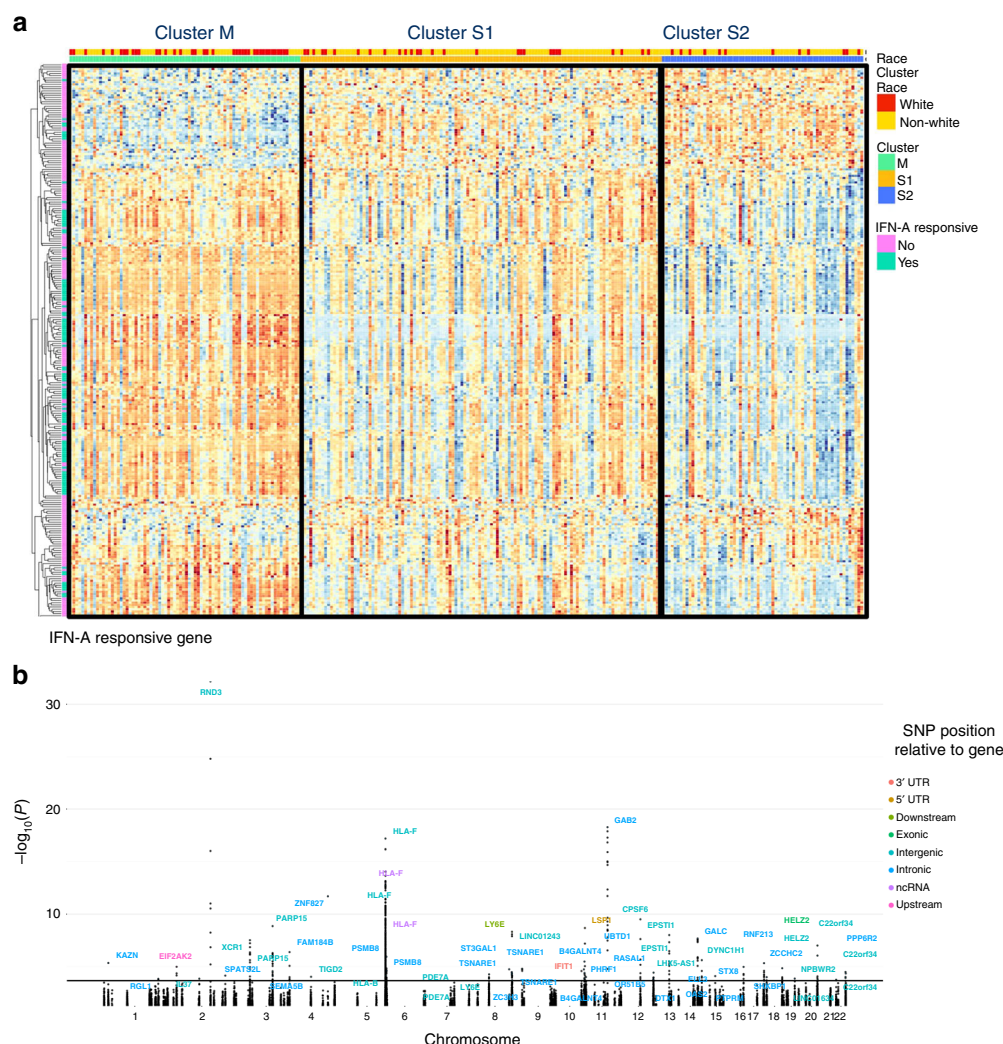 a
Cluster M
Cluster S1
Cluster S2
Race
Cluster
Race
White
Non-white
Cluster
M
S1
S2
IFN-A responsive
No
Yes
IFN-A responsive gene
b
−log10(P)
30
20
10
RND3
HLA-F
GAB2
HLA-F
HLA-F
ZNF827
CPSF6
PARP15
HLA-F
LY6E
HELZ2
C22orf34
EPSTI1
GALC
RNF213
LINC01243
UBTD1
HELZ2
PPP6R2
FAM184B
XCR1
PSMB8
ST3GAL1
TSNARE1
B4GALNT4
EPSTI1
DYNC1H1
ZCCHC2
C22orf34
KAZN
EIF2AK2
PARP15
RASAL1
SPATS2L
TIGD2
PSMB8
TSNARE1
IFIT1
PHRF1
LHX5-AS1
STX8
NPBWR2
PDE7A
RGL1
SEMA5B
HLA-B
LY6E
TSNARE1
OR51B5
C22orf34
PDE7A
ZC3H3
B4GALNT4
1 2 3 4 5 6 7 8 9 10 11 12 13 14 15 16 17 18 19 20 21 22
Chromosome
SNP position
relative to gene
3′ UTR
5′ UTR
Downstream
Exonic
Intergenic
Intronic
ncRNA
Upstream